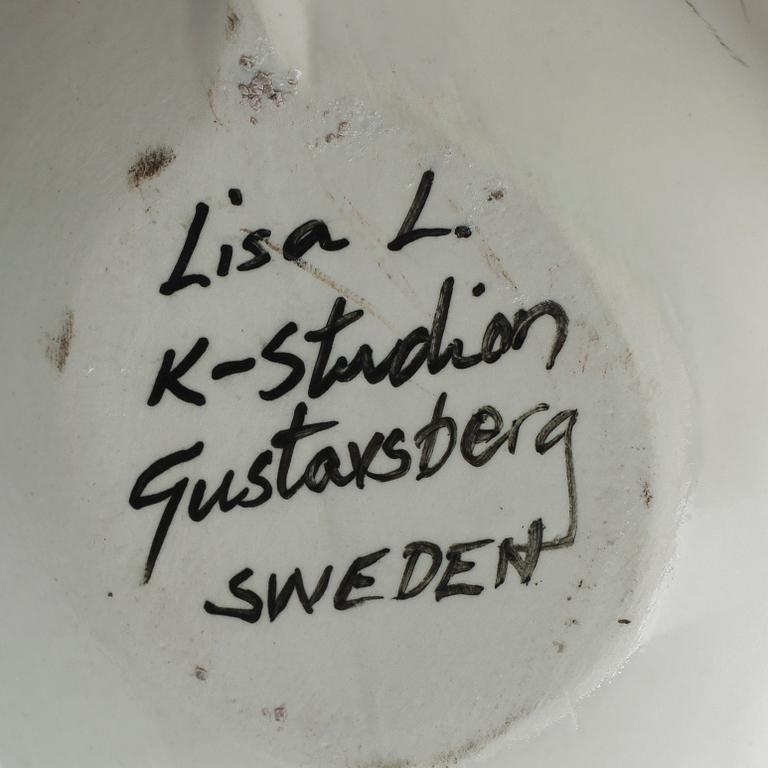 Lisa L.
K-Studion
Gustavsberg
SWEDEN